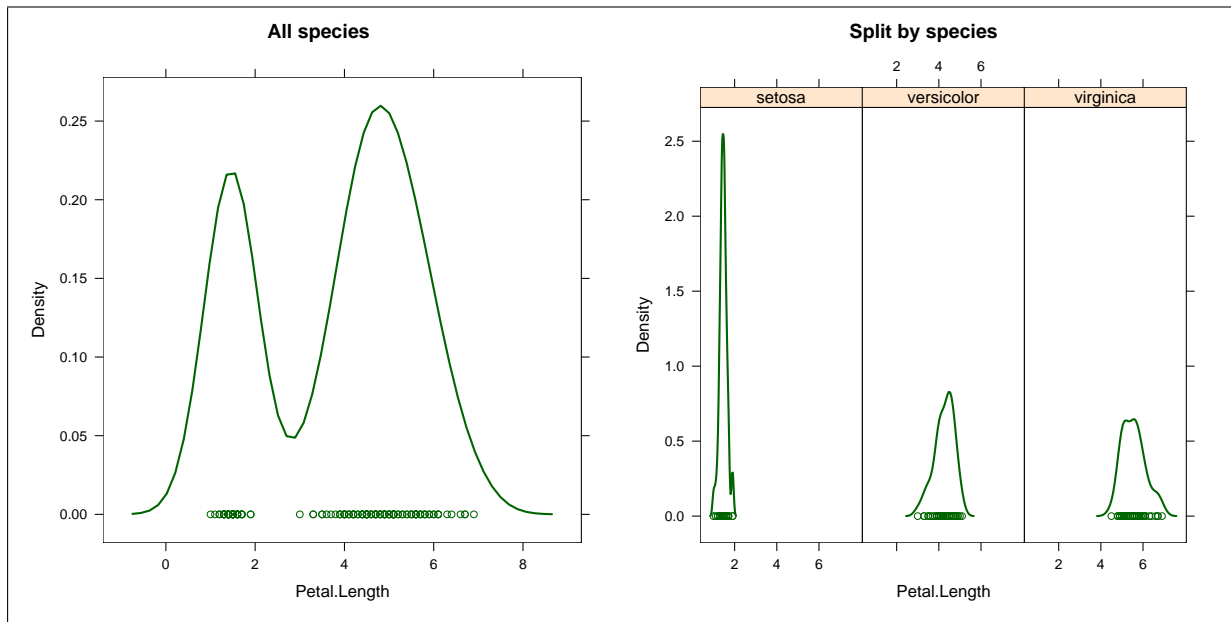 All species
0.25
0.20
0.15
0.10
0.05
0.00
Density
0 2 4 6 8
Petal.Length
Split by species
2 4 6
setosa versicolor virginica
2.5
2.0
1.5
1.0
0.5
0.0
Density
2 4 6 2 4 6
Petal.Length